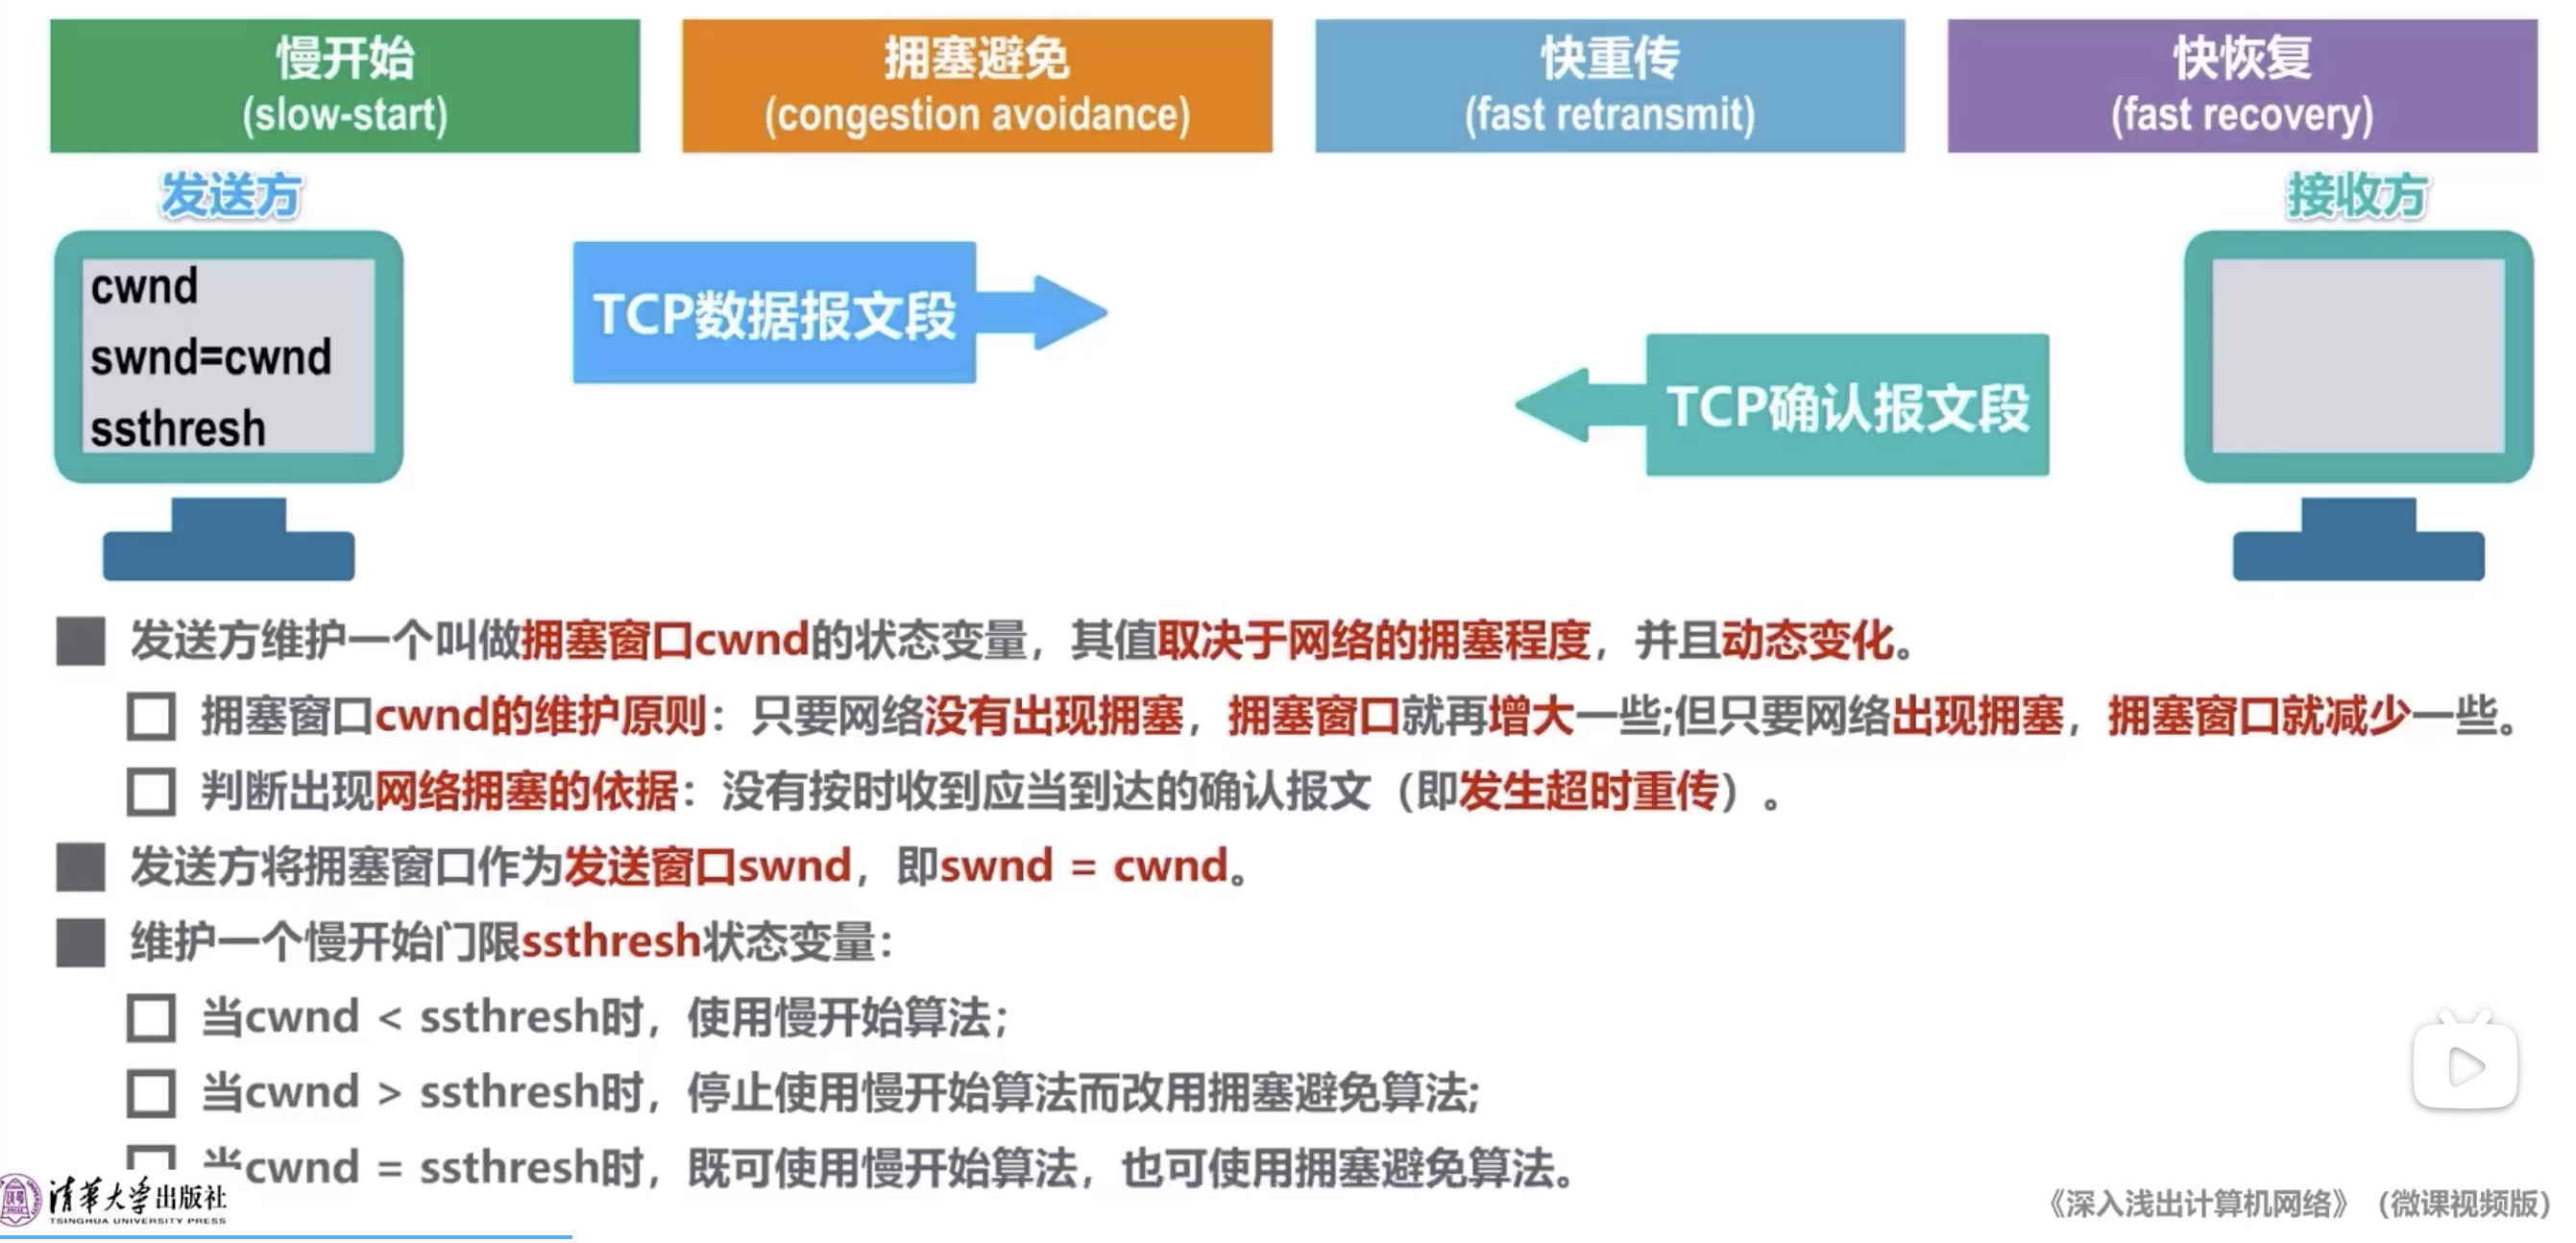 慢开始
(slow-start)
拥塞避免
(congestion avoidance)
快重传
(fast retransmit)
快恢复
(fast recovery)
发送方
接收方
cwnd
swnd=cwnd
ssthresh
TCP数据报文段
TCP确认报文段
发送方维护一个叫做拥塞窗口cwnd的状态变量，其值取决于网络的拥塞程度，并且动态变化。
拥塞窗口cwnd的维护原则：只要网络没有出现拥塞，拥塞窗口就再增大一些;但只要网络出现拥塞，拥塞窗口就减少一些。
判断出现网络拥塞的依据：没有按时收到应当到达的确认报文（即发生超时重传）。
发送方将拥塞窗口作为发送窗口swnd，即swnd = cwnd。
维护一个慢开始门限ssthresh状态变量：
当cwnd < ssthresh时，使用慢开始算法；
当cwnd > ssthresh时，停止使用慢开始算法而改用拥塞避免算法;
当cwnd = ssthresh时，既可使用慢开始算法，也可使用拥塞避免算法。
清华大学出版社
TSINGHUA UNIVERSITY PRESS
《深入浅出计算机网络》（微课视频版）